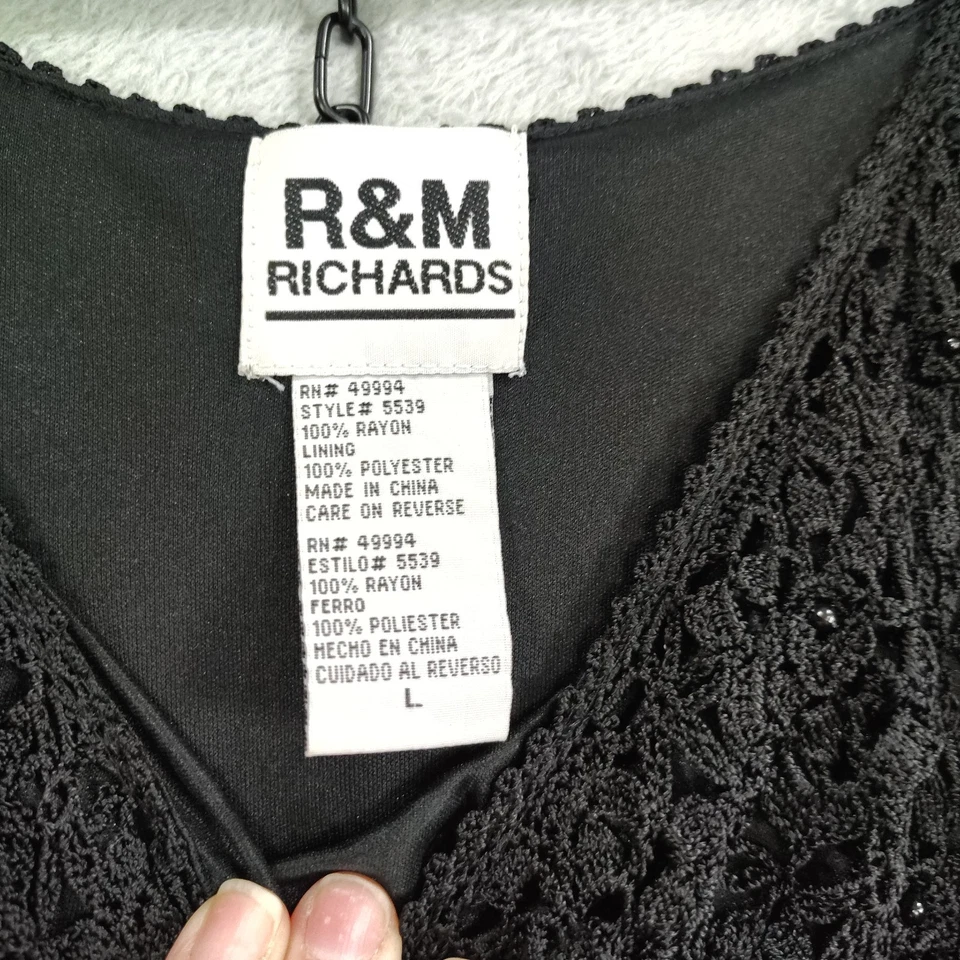 R&M
RICHARDS
RN# 49994
STYLE# 5539
100% RAYON
LINING
100% POLYESTER
MADE IN CHINA
CARE ON REVERSE
RN# 49994
ESTILO# 5539
100% RAYON
FERRO
100% POLIESTER
HECHO EN CHINA
CUIDADO AL REVERSO
L